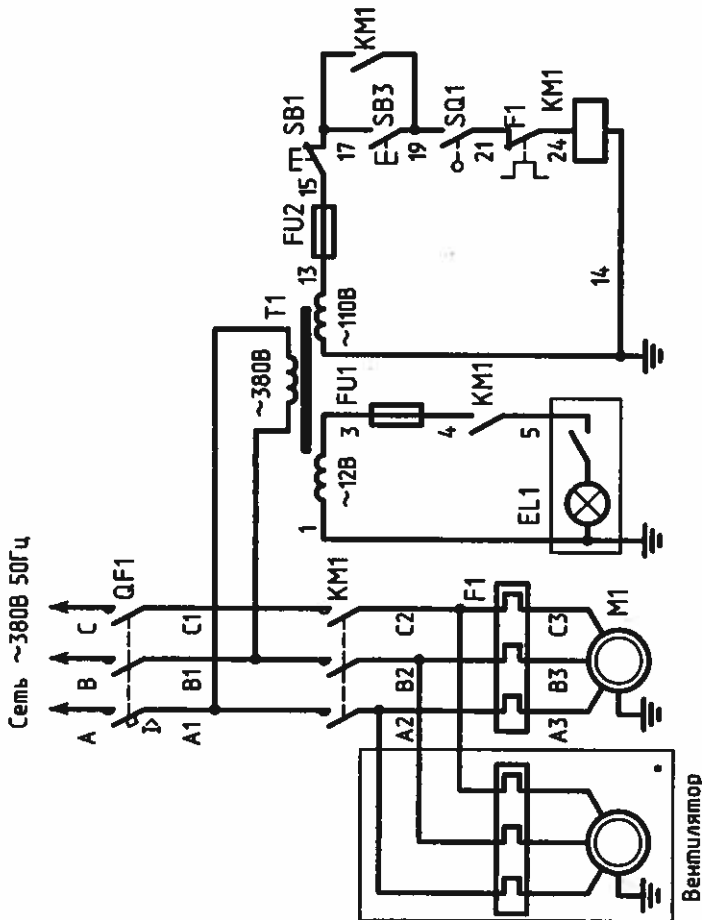 Сеть ~380В 50Гц
A B C
QF1
I>
A1 B1 C1
KM1
A2 B2 C2
F1
A3 B3 C3
M1
Вентилятор
T1
~380В
~12В
~110В
1
3
FU1
4
KM1
5
EL1
13
FU2
15
SB1
KM1
17
SB3
19
SQ1
21
F1
24
KM1
14